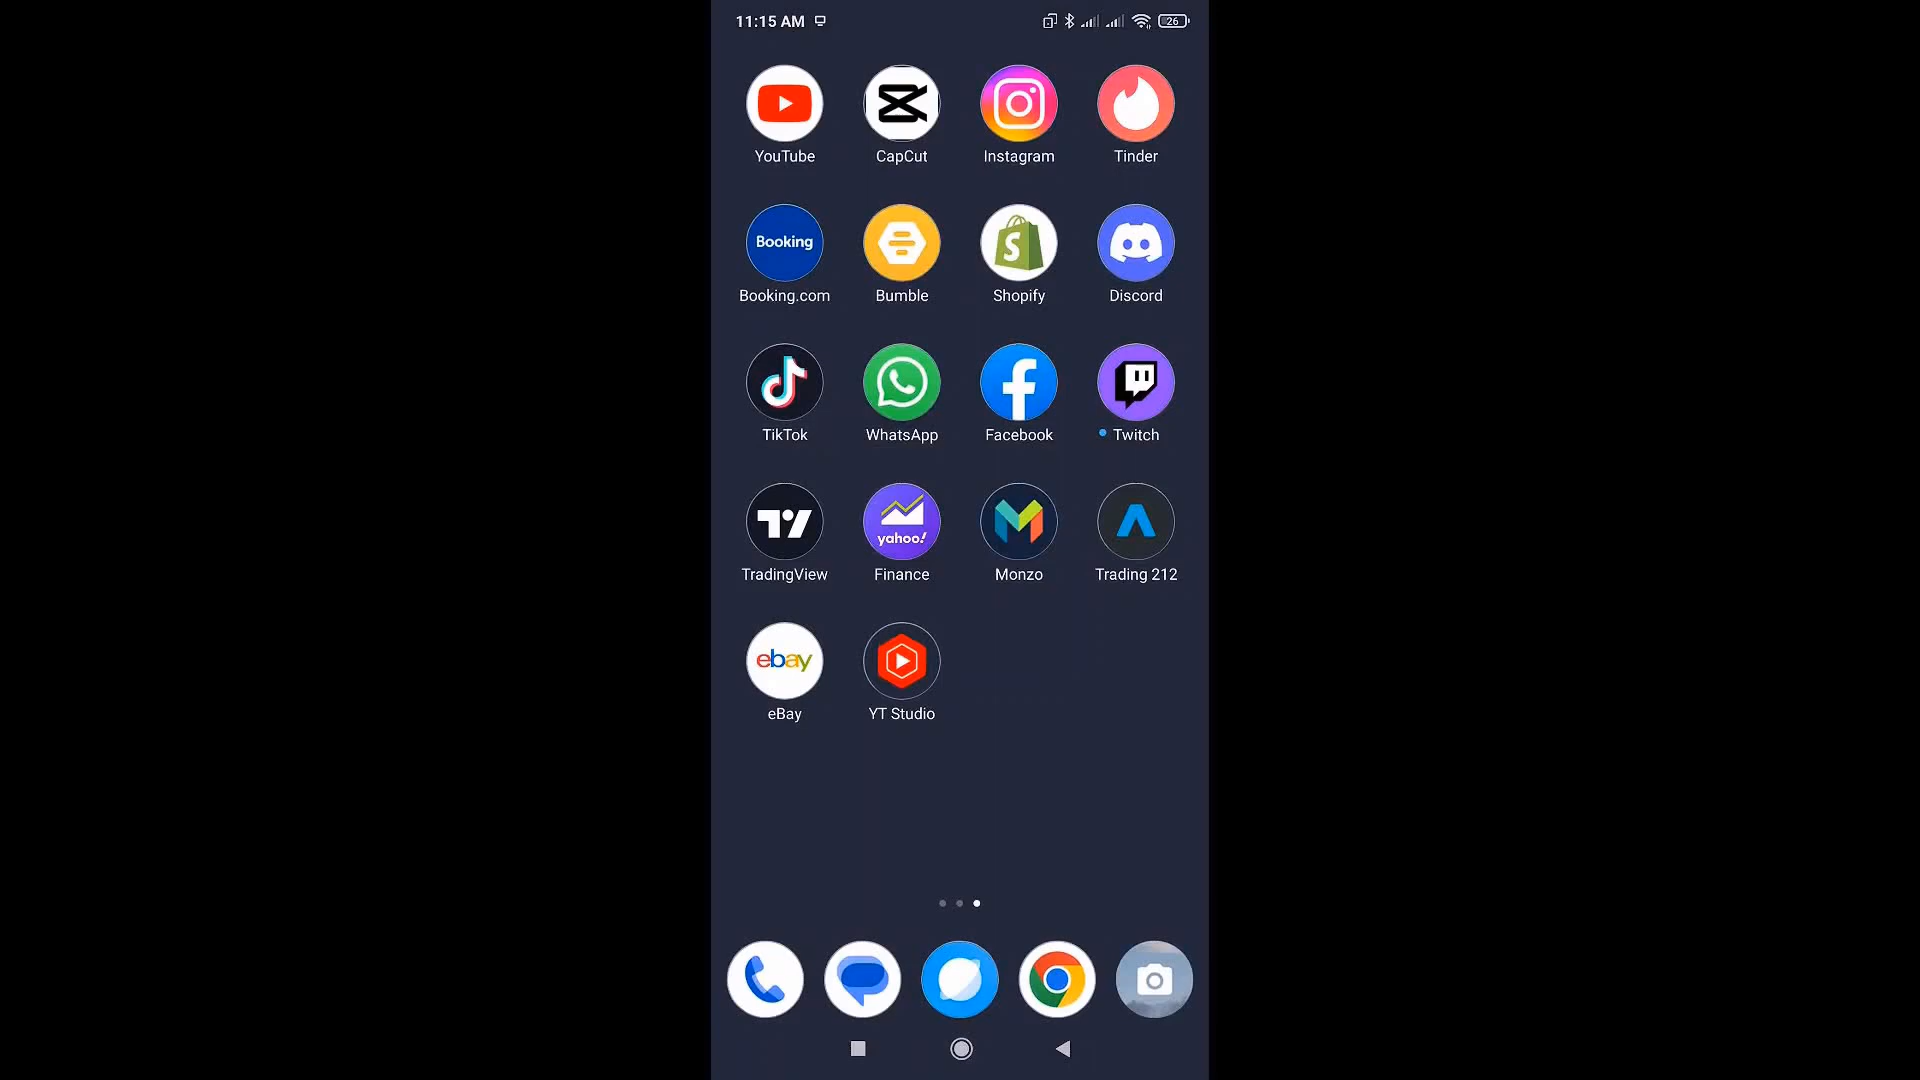 11:15 AM 26
YouTube CapCut Instagram Tinder
Booking
Booking.com Bumble Shopify Discord
TikTok WhatsApp Facebook Twitch
yahoo!
TradingView Finance Monzo Trading 212
ebay
eBay YT Studio